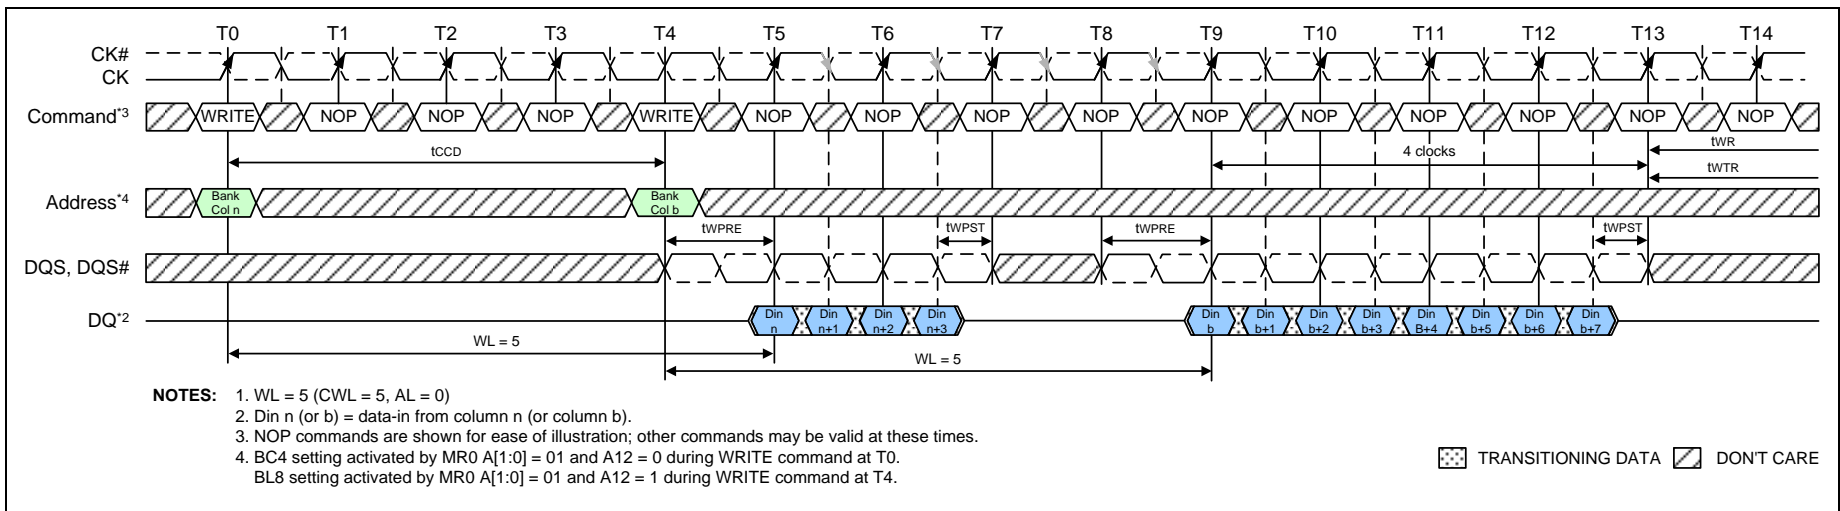 T0 T1 T2 T3 T4 T5 T6 T7 T8 T9 T10 T11 T12 T13 T14
CK#
CK
Command*3 WRITE NOP NOP NOP WRITE NOP NOP NOP NOP NOP NOP NOP NOP NOP NOP
tCCD 4 clocks tWR
tWTR
Address*4 Bank Col n Bank Col b
tWPRE tWPST tWPRE tWPST
DQS, DQS#
DQ*2 Din n Din n+1 Din n+2 Din n+3 Din b Din b+1 Din b+2 Din b+3 Din B+4 Din b+5 Din b+6 Din b+7
WL = 5
WL = 5
NOTES: 1. WL = 5 (CWL = 5, AL = 0)
2. Din n (or b) = data-in from column n (or column b).
3. NOP commands are shown for ease of illustration; other commands may be valid at these times.
4. BC4 setting activated by MR0 A[1:0] = 01 and A12 = 0 during WRITE command at T0.
BL8 setting activated by MR0 A[1:0] = 01 and A12 = 1 during WRITE command at T4.
TRANSITIONING DATA DON'T CARE